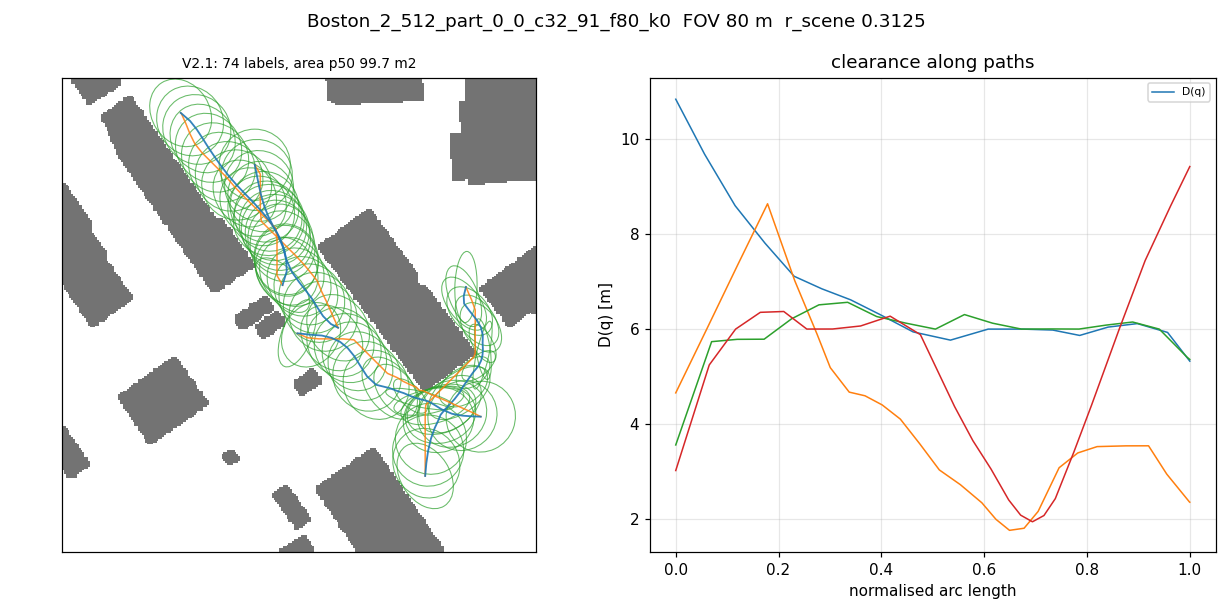 Boston_2_512_part_0_0_c32_91_f80_k0 FOV 80 m r_scene 0.3125
V2.1: 74 labels, area p50 99.7 m2
clearance along paths
D(q)
10
8
6
4
2
D(q) [m]
0.0 0.2 0.4 0.6 0.8 1.0
normalised arc length